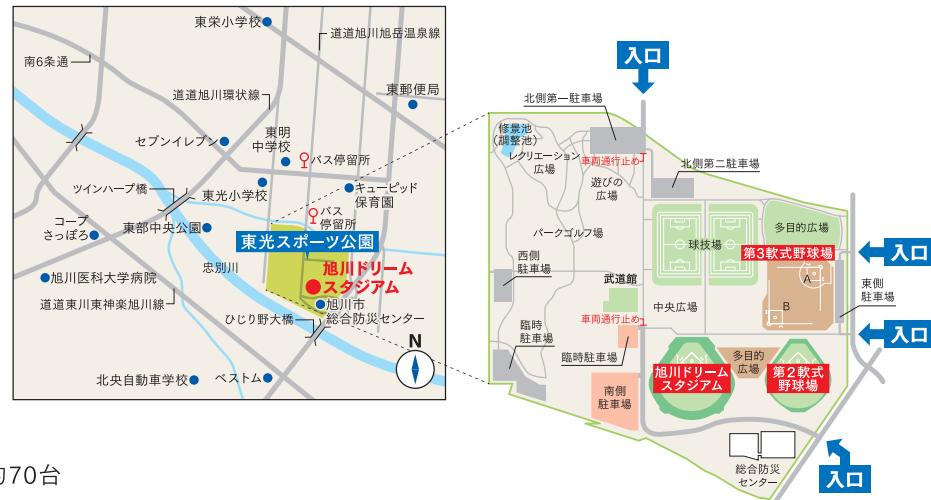 東栄小学校
道道旭川旭岳温泉線
南6条通
東郵便局
道道旭川環状線
東明
中学校
セブンイレブン
バス停留所
ツインハープ橋
東光小学校
キューピッド
保育園
コープ
さっぽろ
東部中央公園
バス
停留所
東光スポーツ公園
忠別川
旭川ドリーム
スタジアム
旭川医科大学病院
道道東川東神楽旭川線
旭川市
総合防災センター
ひじり野大橋
N
北央自動車学校
ベストム
約70台
入口
北側第一駐車場
修景池
(調整池)
レクリエーション
広場
車両通行止め
北側第二駐車場
遊びの
広場
パークゴルフ場
球技場
多目的広場
第3軟式野球場
入口
西側
駐車場
武道館
A
B
東側
駐車場
中央広場
車両通行止め
臨時
駐車場
臨時駐車場
入口
旭川ドリーム
スタジアム
多目的
広場
第2軟式
野球場
南側
駐車場
総合防災
センター
入口